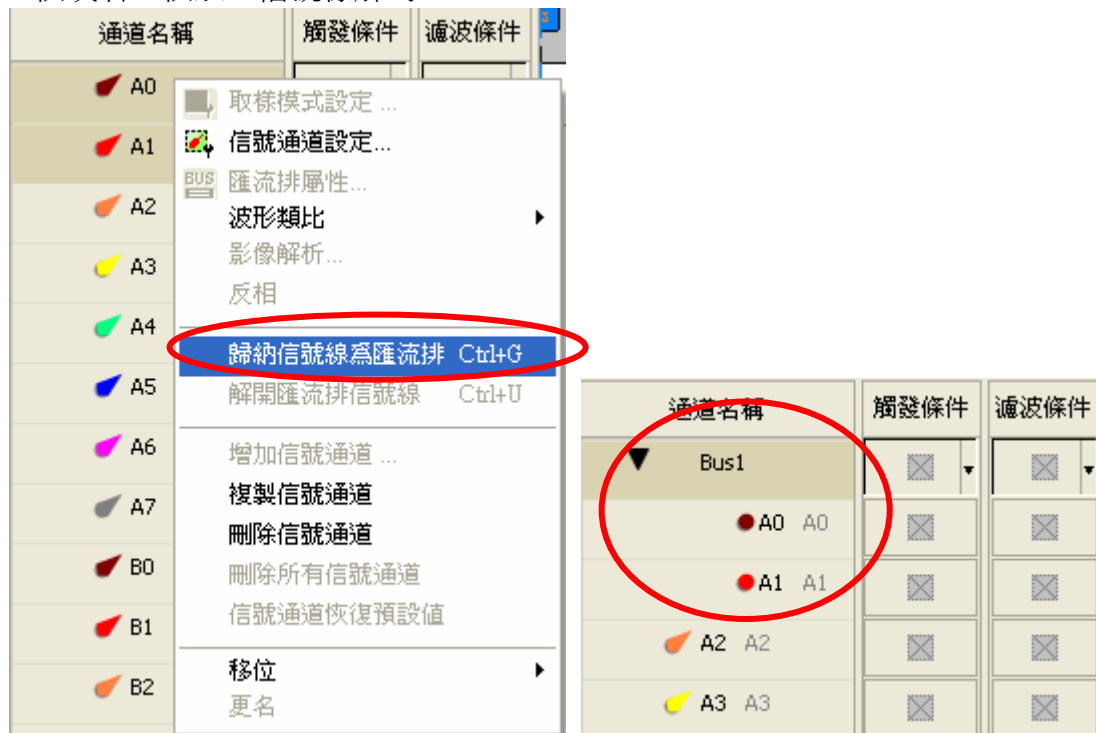 通道名稱 觸發條件 濾波條件
A0
A1
A2
A3
A4
A5
A6
A7
B0
B1
B2
取樣模式設定 ...
信號通道設定...
BUS 匯流排屬性...
波形類比
影像解析...
反相
歸納信號線為匯流排 Ctrl+G
解開匯流排信號線 Ctrl+U
增加信號通道 ...
複製信號通道
刪除信號通道
刪除所有信號通道
信號通道恢復預設值
移位
更名
通道名稱 觸發條件 濾波條件
Bus1
A0 A0
A1 A1
A2 A2
A3 A3